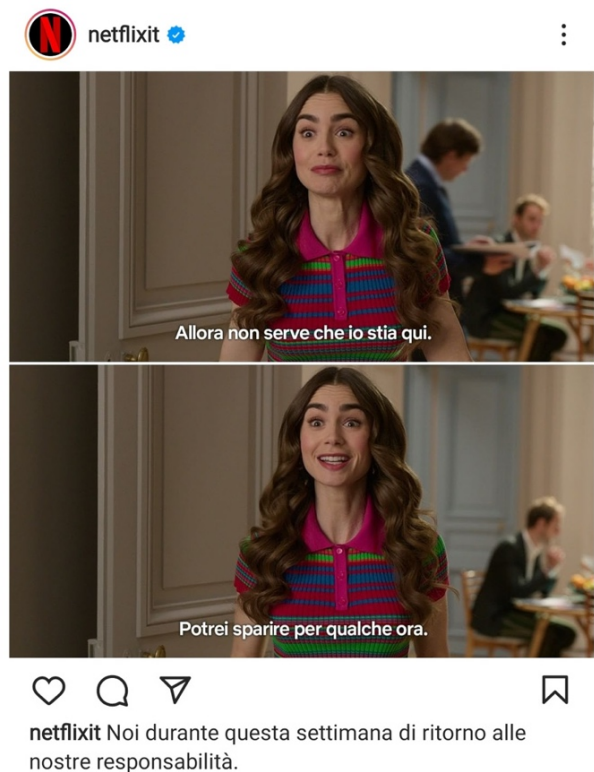 netflixit
Allora non serve che io stia qui.
Potrei sparire per qualche ora.
netflixit Noi durante questa settimana di ritorno alle
nostre responsabilità.